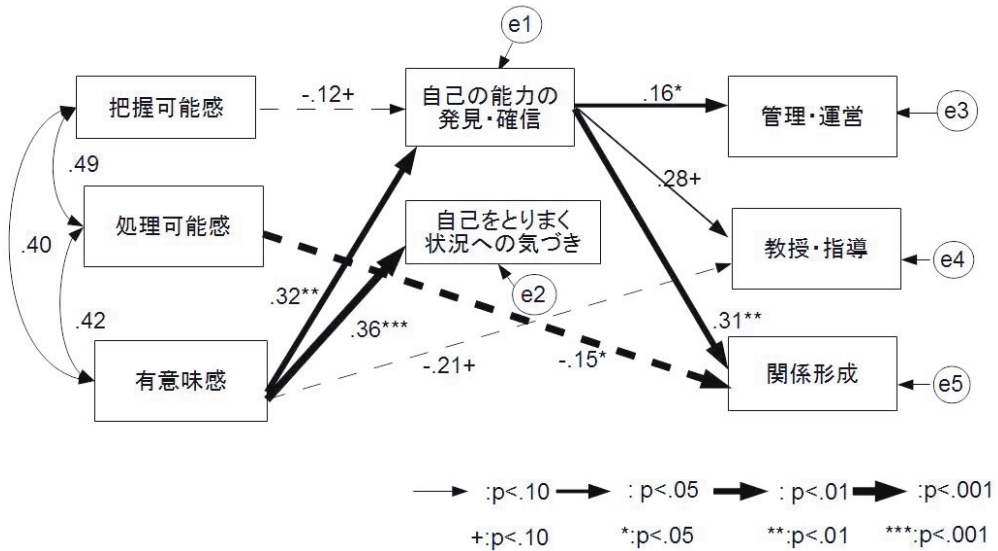 e1
把握可能感
-.12+
自己の能力の
発見・確信
.16*
管理・運営
e3
.49
.28+
処理可能感
自己をとりまく
状況への気づき
教授・指導
e4
.40
e2
.32**
.36***
.42
.31**
-.21+
-.15*
有意味感
関係形成
e5
:p<.10
: p<.05
: p<.01
:p<.001
+:p<.10
*:p<.05
**:p<.01
***:p<.001